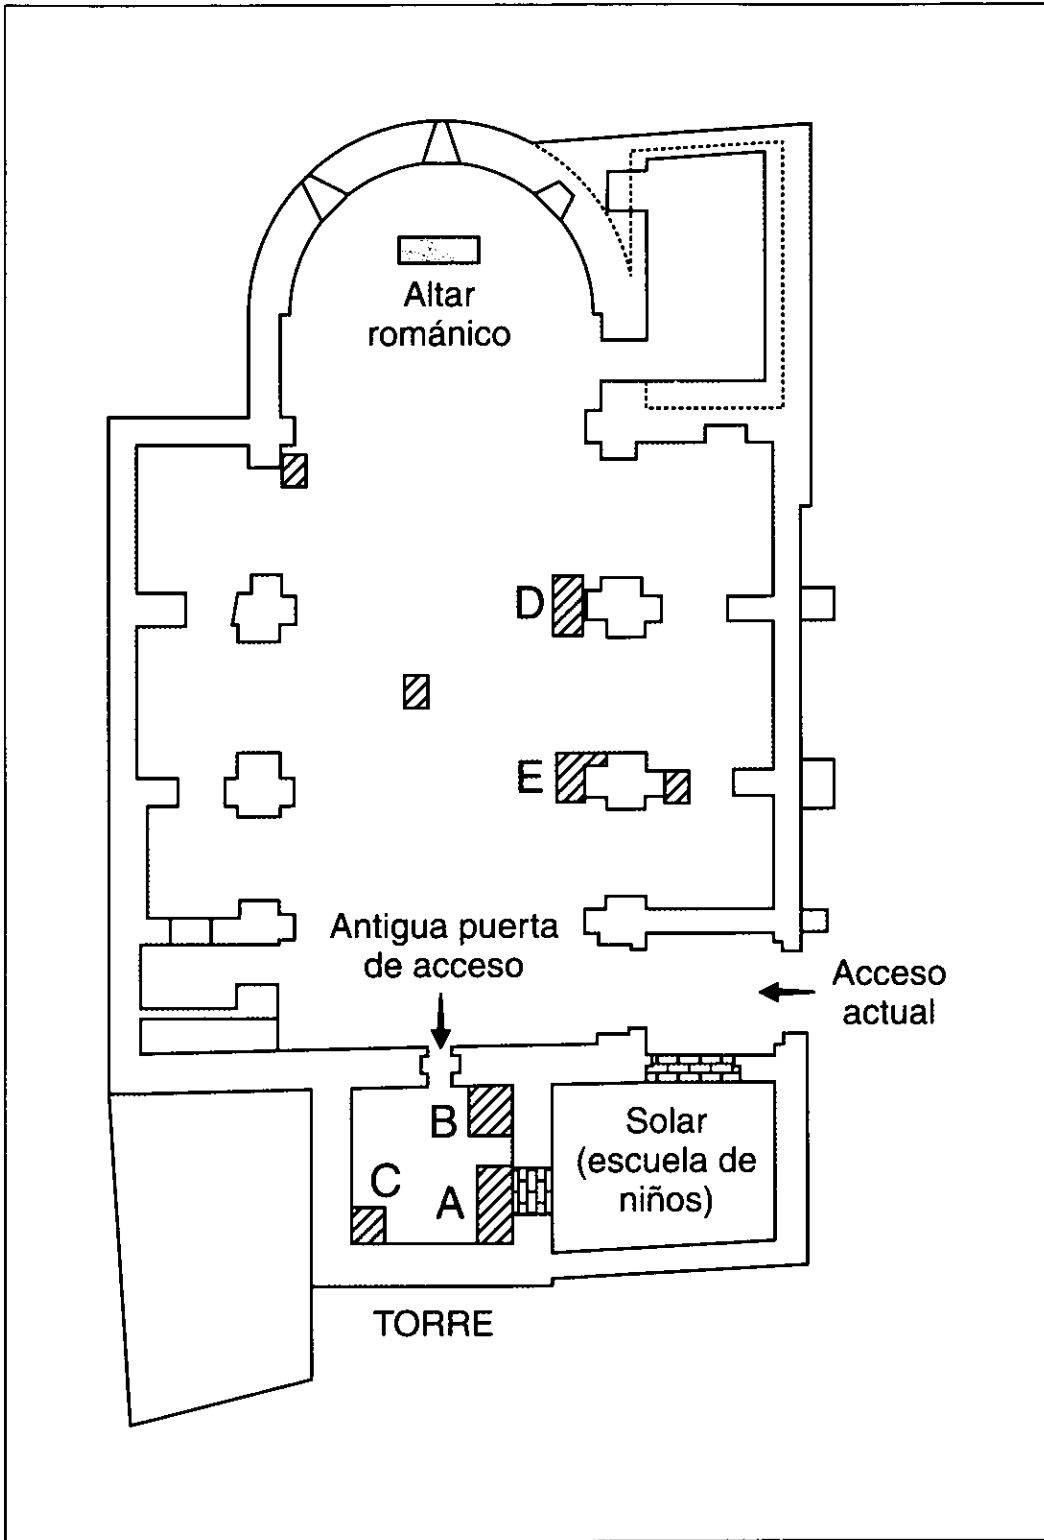 Altar
románico
D
E
Antigua puerta
de acceso
Acceso
actual
B
Solar
(escuela de
niños)
C
A
TORRE